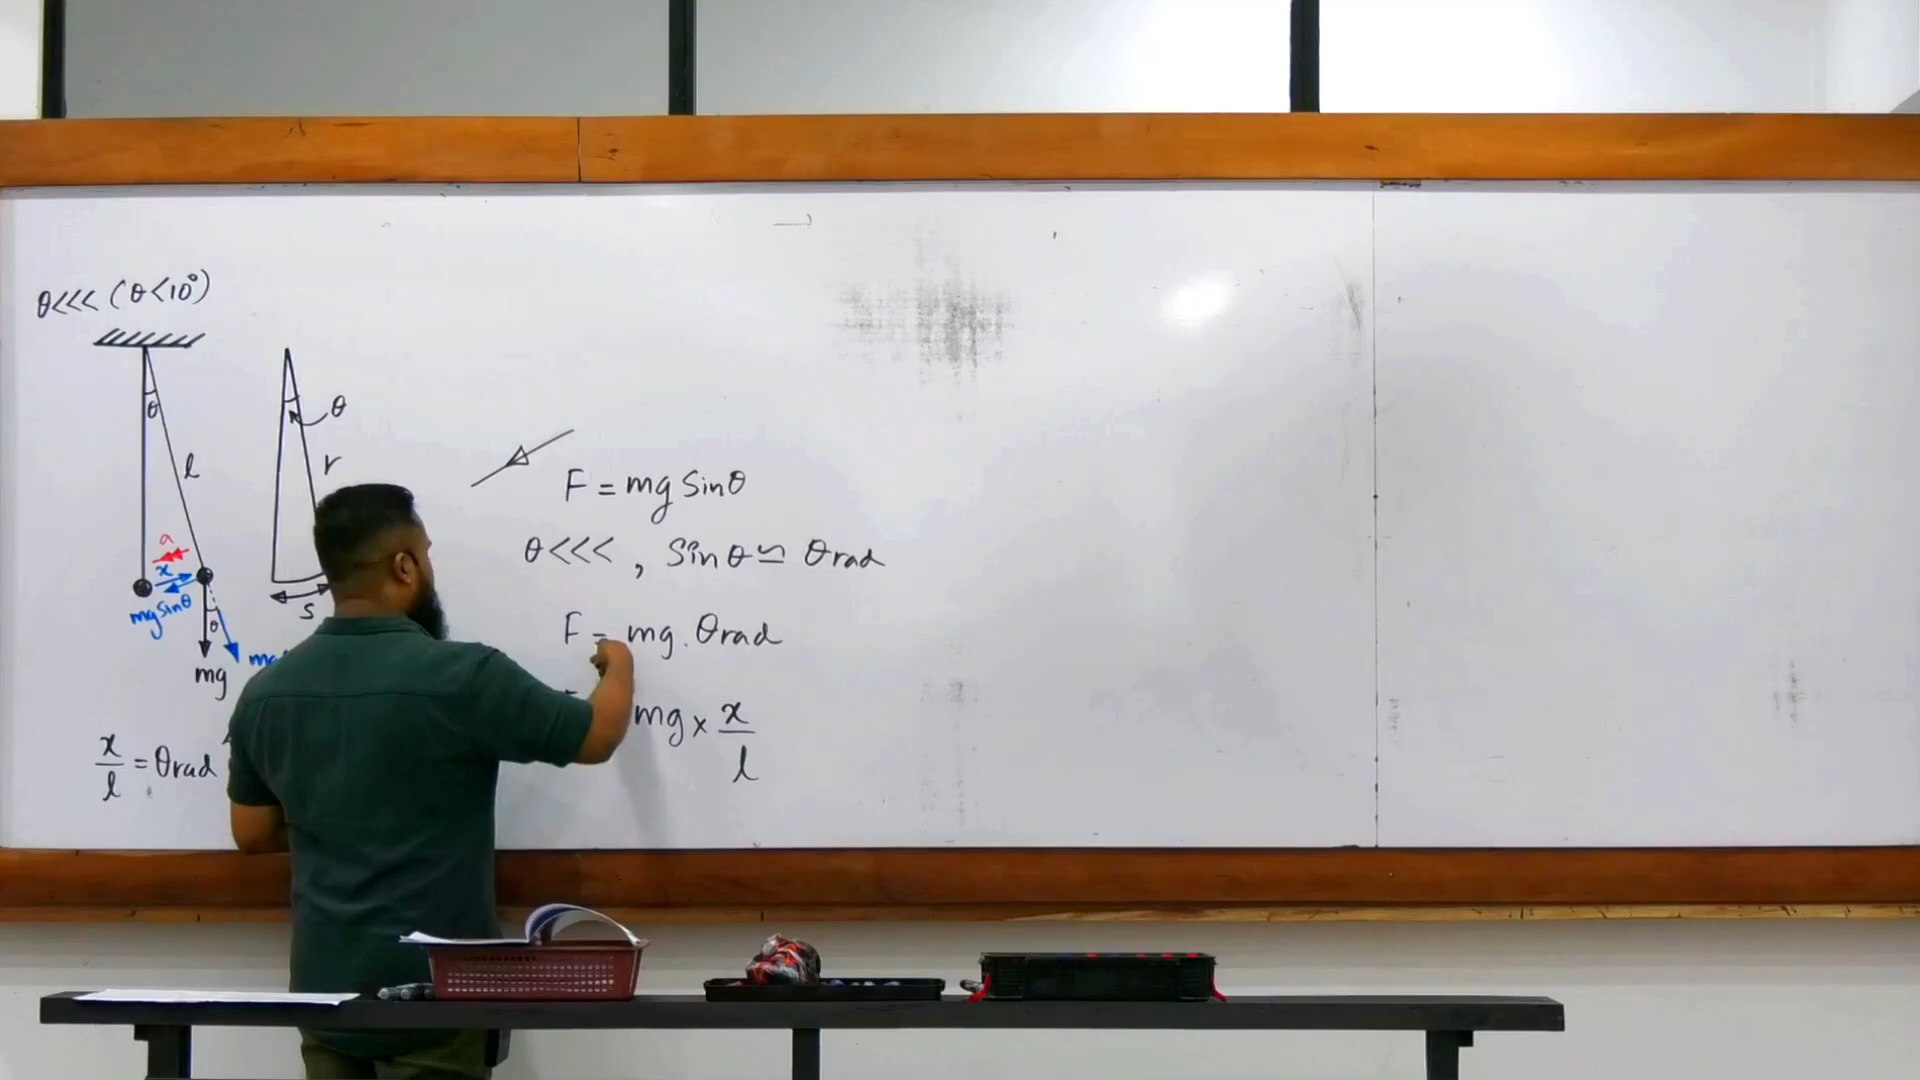 θ<<< (θ<10°)
θ
θ
l
r
a
x
mg sinθ
θ
s
mg
x/l = θrad
F = mg sinθ
θ<<< , Sinθ ≃ θrad
F = mg . θrad
mg × x/l